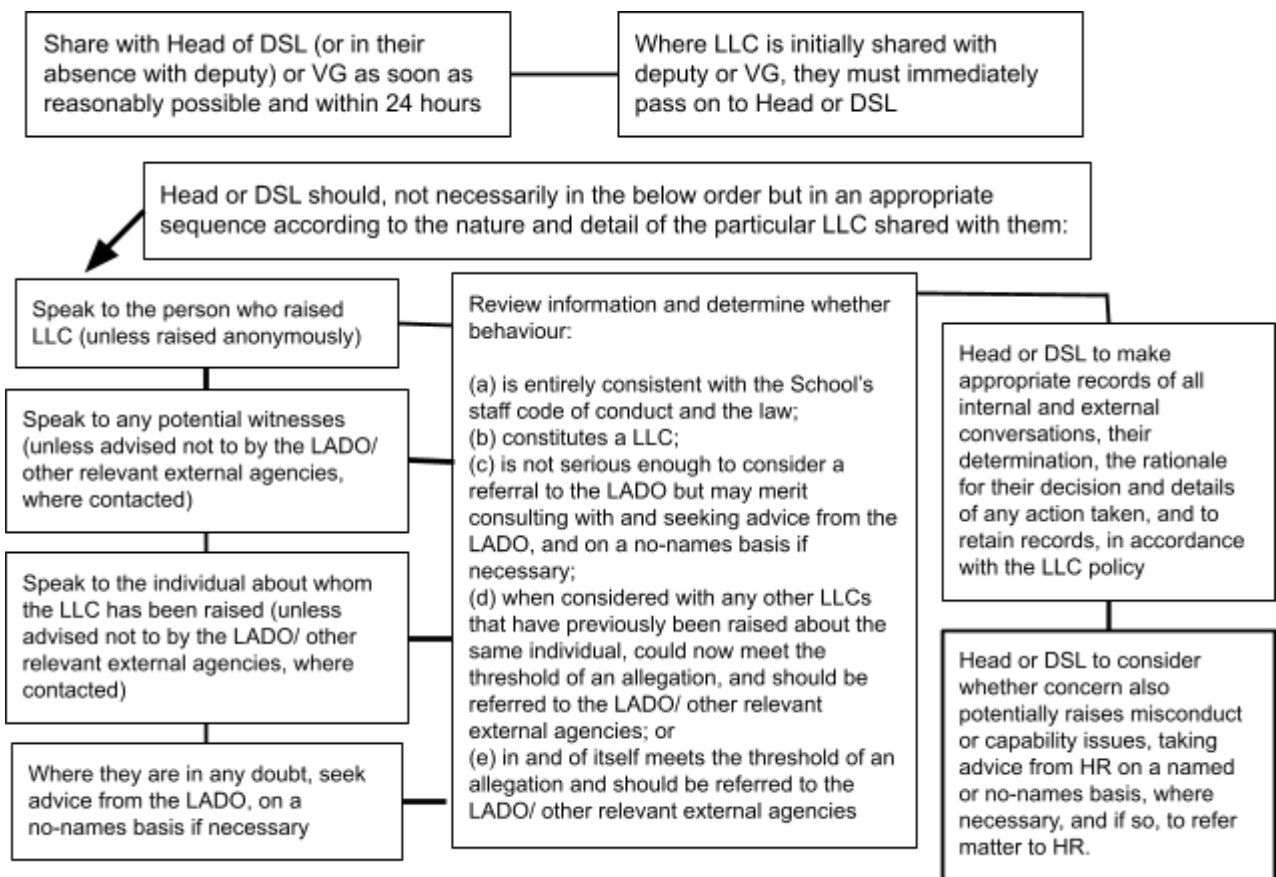 Share with Head of DSL (or in their
absence with deputy) or VG as soon as
reasonably possible and within 24 hours
Where LLC is initially shared with
deputy or VG, they must immediately
pass on to Head or DSL
Head or DSL should, not necessarily in the below order but in an appropriate
sequence according to the nature and detail of the particular LLC shared with them:
Speak to the person who raised
LLC (unless raised anonymously)
Speak to any potential witnesses
(unless advised not to by the LADO/
other relevant external agencies,
where contacted)
Speak to the individual about whom
the LLC has been raised (unless
advised not to by the LADO/ other
relevant external agencies, where
contacted)
Where they are in any doubt, seek
advice from the LADO, on a
no-names basis if necessary
Review information and determine whether
behaviour:
(a) is entirely consistent with the School's
staff code of conduct and the law;
(b) constitutes a LLC;
(c) is not serious enough to consider a
referral to the LADO but may merit
consulting with and seeking advice from the
LADO, and on a no-names basis if
necessary;
(d) when considered with any other LLCs
that have previously been raised about the
same individual, could now meet the
threshold of an allegation, and should be
referred to the LADO/ other relevant
external agencies; or
(e) in and of itself meets the threshold of an
allegation and should be referred to the
LADO/ other relevant external agencies
Head or DSL to make
appropriate records of all
internal and external
conversations, their
determination, the rationale
for their decision and details
of any action taken, and to
retain records, in accordance
with the LLC policy
Head or DSL to consider
whether concern also
potentially raises misconduct
or capability issues, taking
advice from HR on a named
or no-names basis, where
necessary, and if so, to refer
matter to HR.